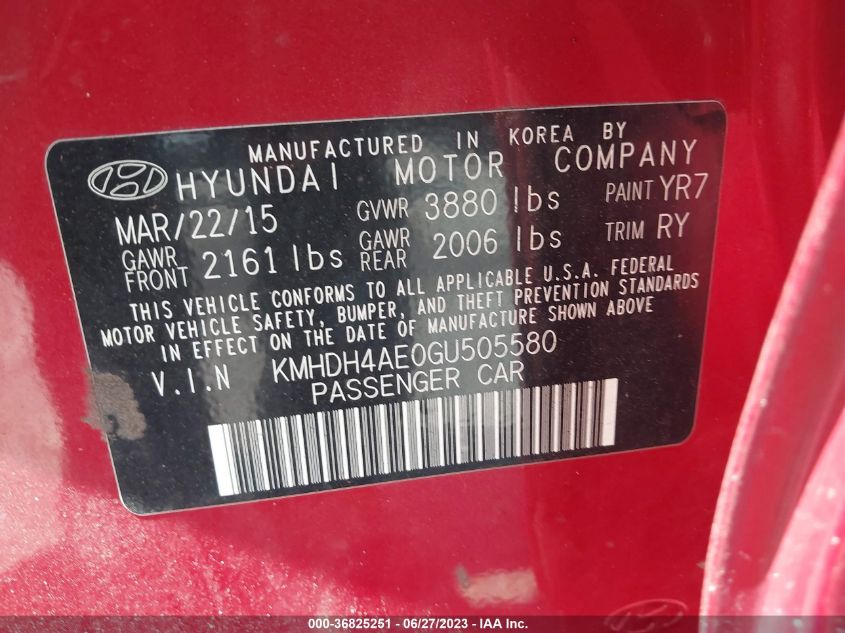 MANUFACTURED IN KOREA BY
HYUNDAI MOTOR COMPANY
MAR/22/15 GVWR 3880 lbs PAINT YR7
GAWR FRONT 2161 lbs GAWR REAR 2006 lbs TRIM RY
THIS VEHICLE CONFORMS TO ALL APPLICABLE U.S.A. FEDERAL
MOTOR VEHICLE SAFETY, BUMPER, AND THEFT PREVENTION STANDARDS
IN EFFECT ON THE DATE OF MANUFACTURE SHOWN ABOVE
V.I.N KMHDH4AE0GU505580
PASSENGER CAR
000-36825251 - 06/27/2023 - IAA Inc.